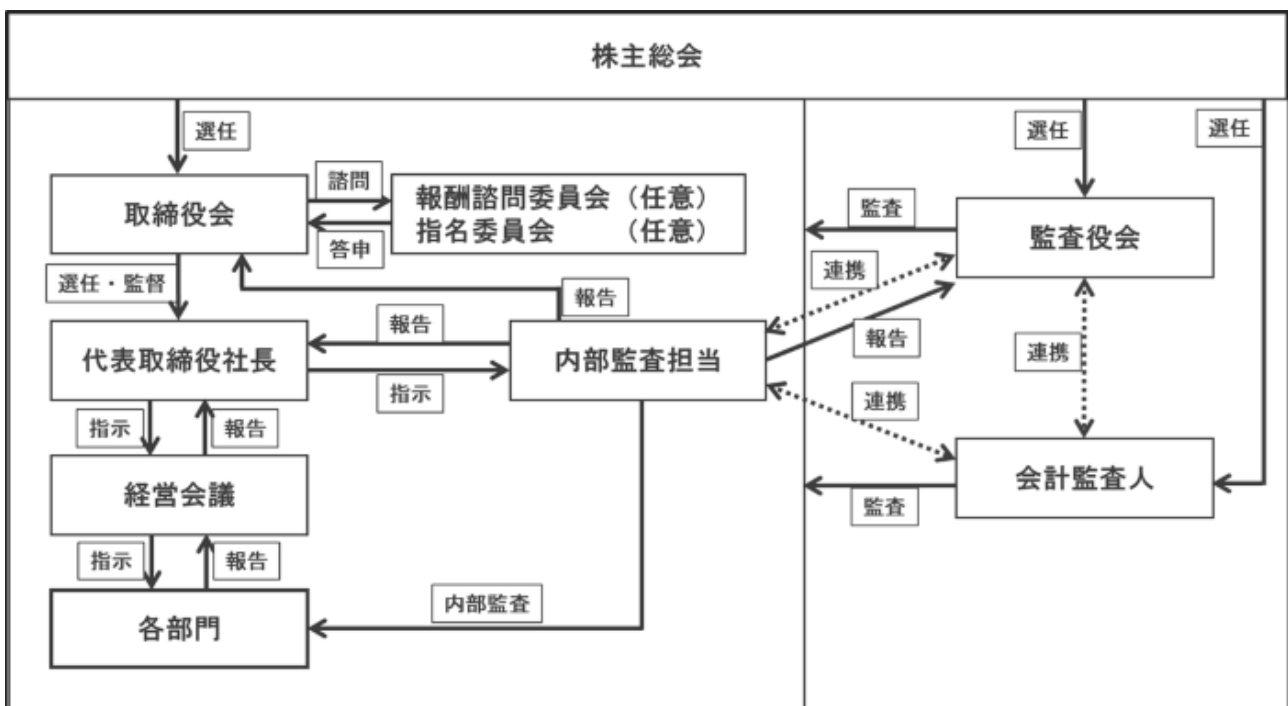 株主総会
選任
選任
選任
取締役会
諮問
答申
報酬諮問委員会（任意）
指名委員会　　（任意）
監査
監査役会
選任・監督
報告
連携
報告
代表取締役社長
報告
指示
内部監査担当
連携
連携
指示
報告
経営会議
監査
会計監査人
指示
報告
内部監査
各部門